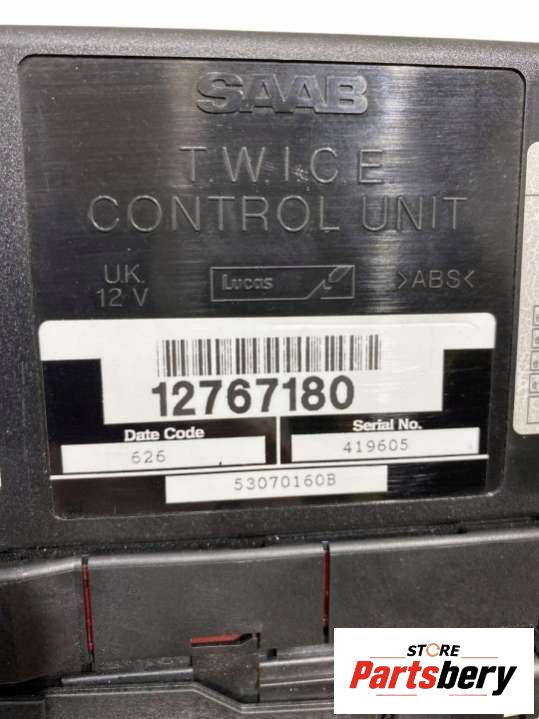 SAAB
T.W.I.C.E.
CONTROL UNIT
U.K.
12 V
Lucas
>ABS<
12767180
Date Code
626
Serial No.
419605
53070160B
STORE
Partsbery